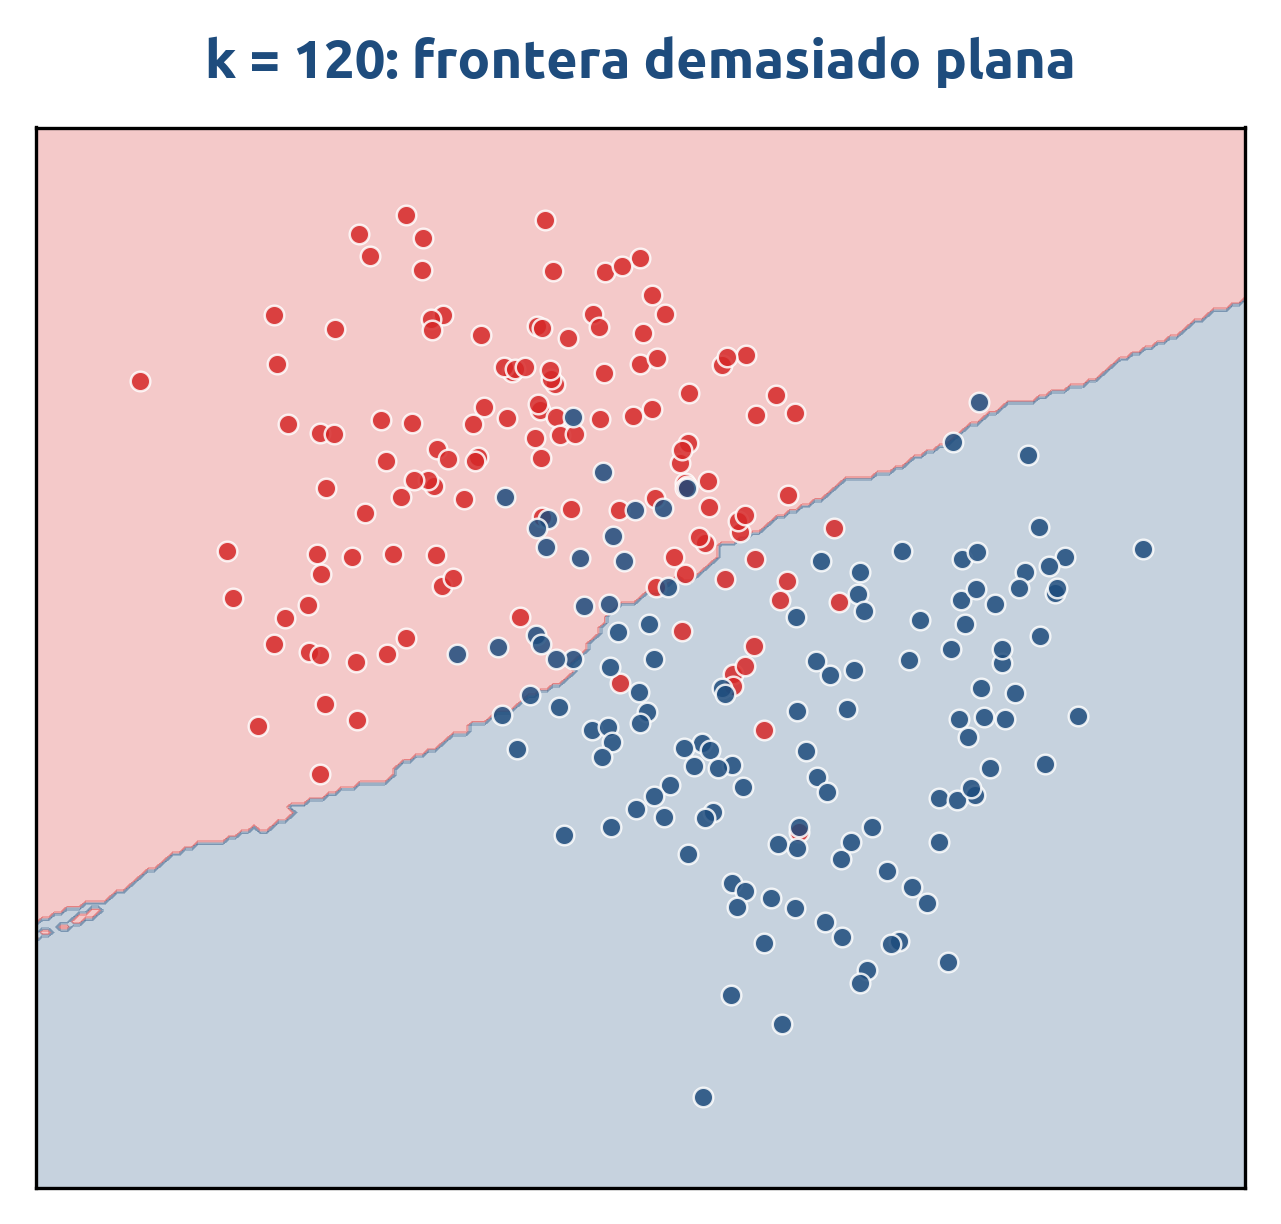 k = 120: frontera demasiado plana